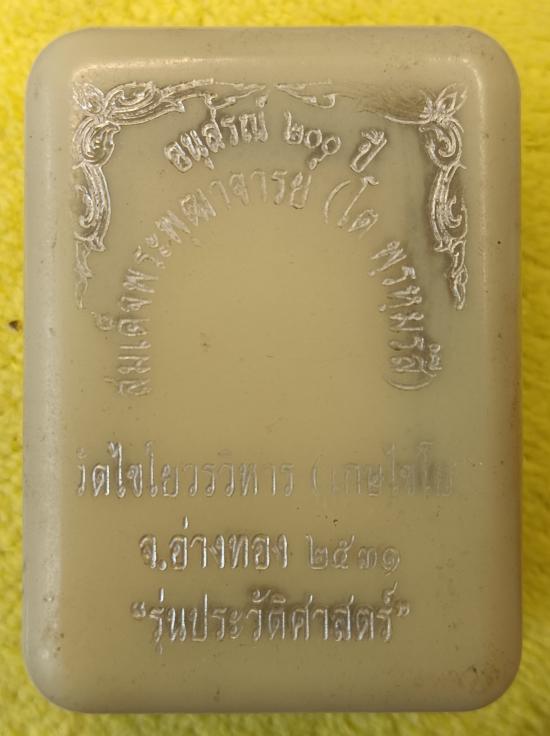 อนุสรณ์ ๒๐๐ ปี
สมเด็จพระพุฒาจารย์ (โต พฺรหฺมรังสี)
วัดไชโยวรวิหาร (เกษไชโย
จ.อ่างทอง ๒๕๓๑
“รุ่นประวัติศาสตร์”